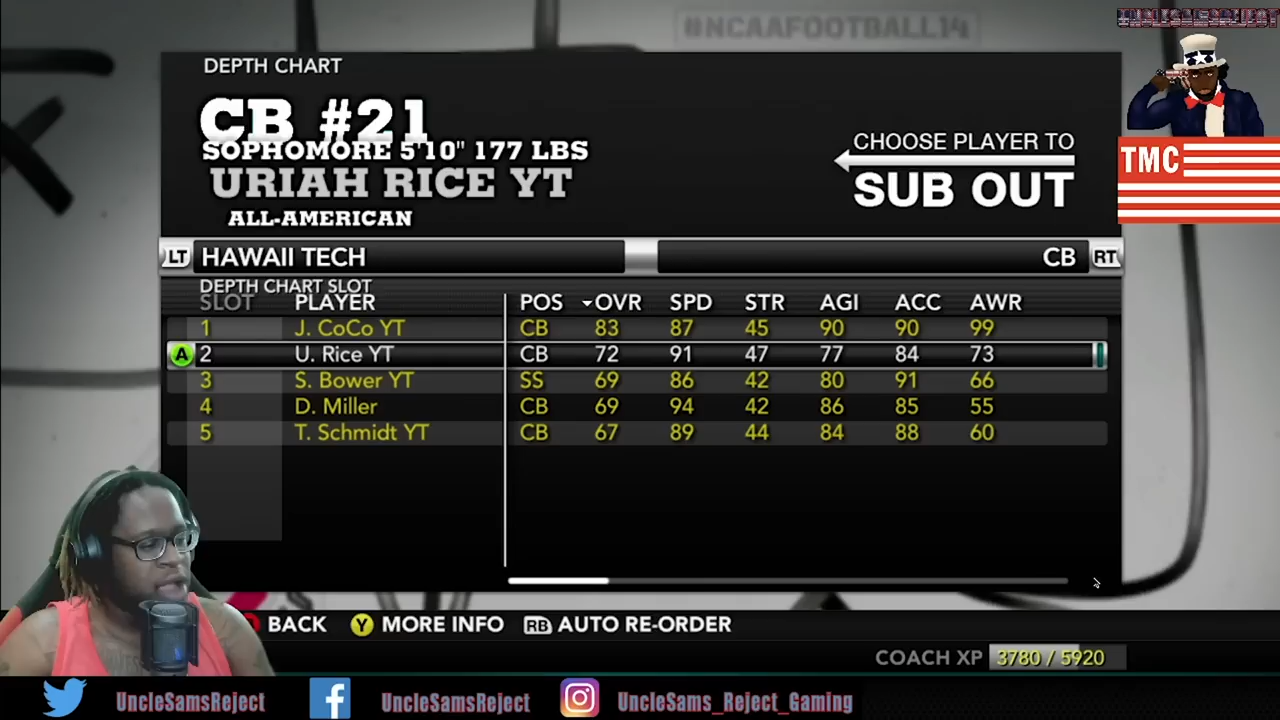 #NCAAFOOTBALL14
DEPTH CHART
CB #21
SOPHOMORE 5'10" 177 LBS
URIAH RICE YT
ALL-AMERICAN
CHOOSE PLAYER TO
SUB OUT
TMC
LT HAWAII TECH CB RT
DEPTH CHART SLOT
SLOT PLAYER POS OVR SPD STR AGI ACC AWR
1 J. CoCo YT CB 83 87 45 90 90 99
A 2 U. Rice YT CB 72 91 47 77 84 73
3 S. Bower YT SS 69 86 42 80 91 66
4 D. Miller CB 69 94 42 86 85 55
5 T. Schmidt YT CB 67 89 44 84 88 60
BACK Y MORE INFO RB AUTO RE-ORDER
COACH XP 3780 / 5920
UncleSamsReject UncleSamsReject UncleSams_Reject_Gaming